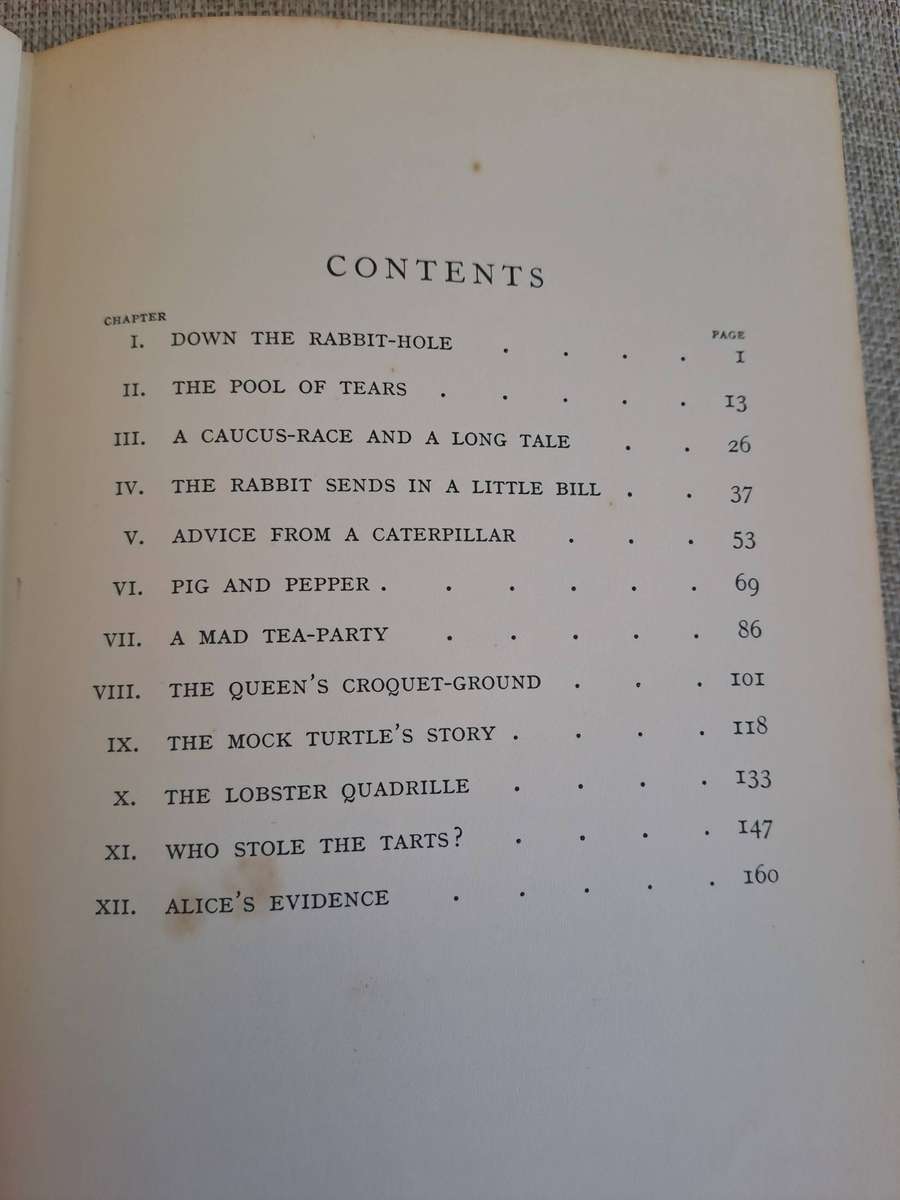 CONTENTS
CHAPTER PAGE
I. DOWN THE RABBIT-HOLE . . . . 1
II. THE POOL OF TEARS . . . . . 13
III. A CAUCUS-RACE AND A LONG TALE . . 26
IV. THE RABBIT SENDS IN A LITTLE BILL . . 37
V. ADVICE FROM A CATERPILLAR . . . 53
VI. PIG AND PEPPER . . . . . . 69
VII. A MAD TEA-PARTY . . . . . 86
VIII. THE QUEEN'S CROQUET-GROUND . . . 101
IX. THE MOCK TURTLE'S STORY . . . . 118
X. THE LOBSTER QUADRILLE . . . . 133
XI. WHO STOLE THE TARTS? . . . . 147
XII. ALICE'S EVIDENCE . . . . . 160